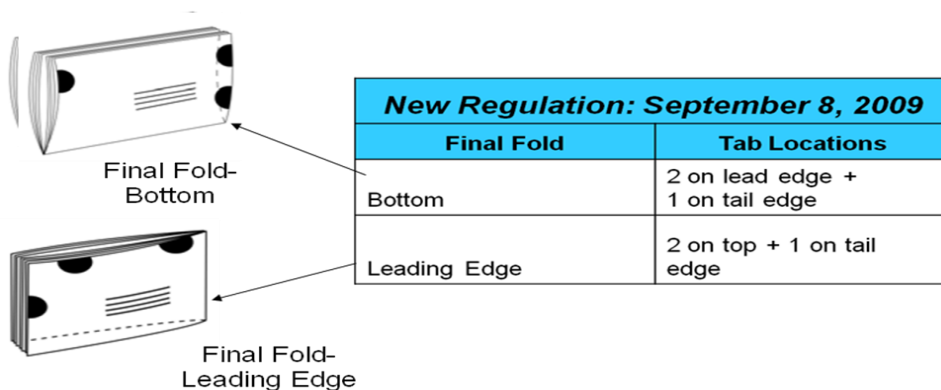 Final Fold-
Bottom
Final Fold-
Leading Edge
New Regulation: September 8, 2009
Final Fold Tab Locations
Bottom 2 on lead edge +
1 on tail edge
Leading Edge 2 on top + 1 on tail
edge